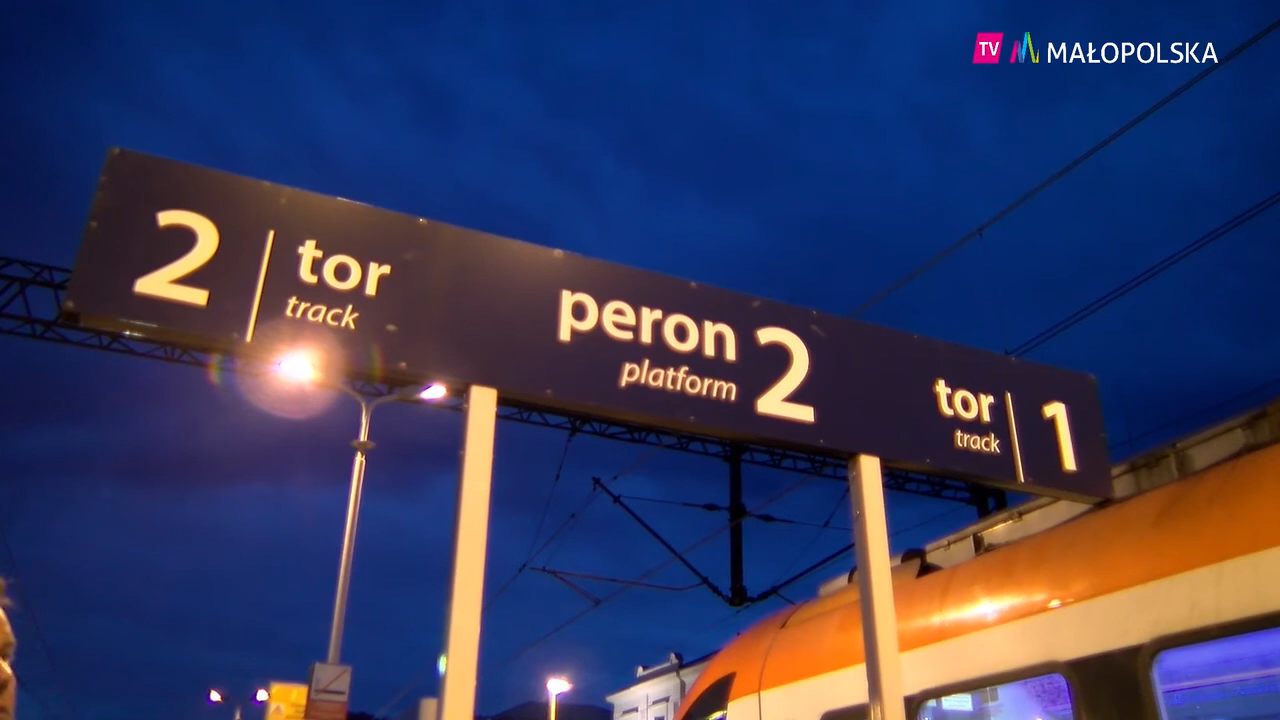 TV MAŁOPOLSKA
2 tor
track
peron 2
platform
tor 1
track